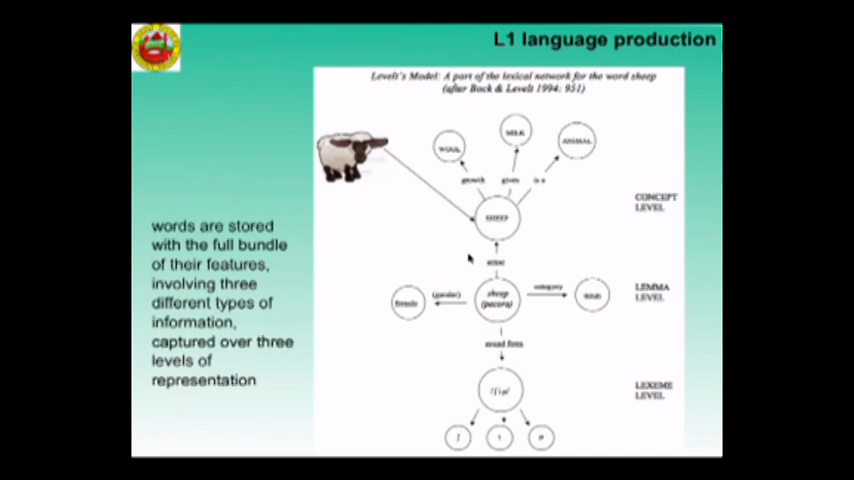 L1 language production
Levelt's Model: A part of the lexical network for the word sheep
(after Bock & Levelt 1994: 951)
WOOL
MILK
ANIMAL
growth
gives
is a
SHEEP
CONCEPT
LEVEL
words are stored
with the full bundle
of their features,
involving three
different types of
information,
captured over three
levels of
representation
sense
female
(gender)
sheep
(pecora)
category
noun
LEMMA
LEVEL
sound form
LEXEME
LEVEL
ʃ
p